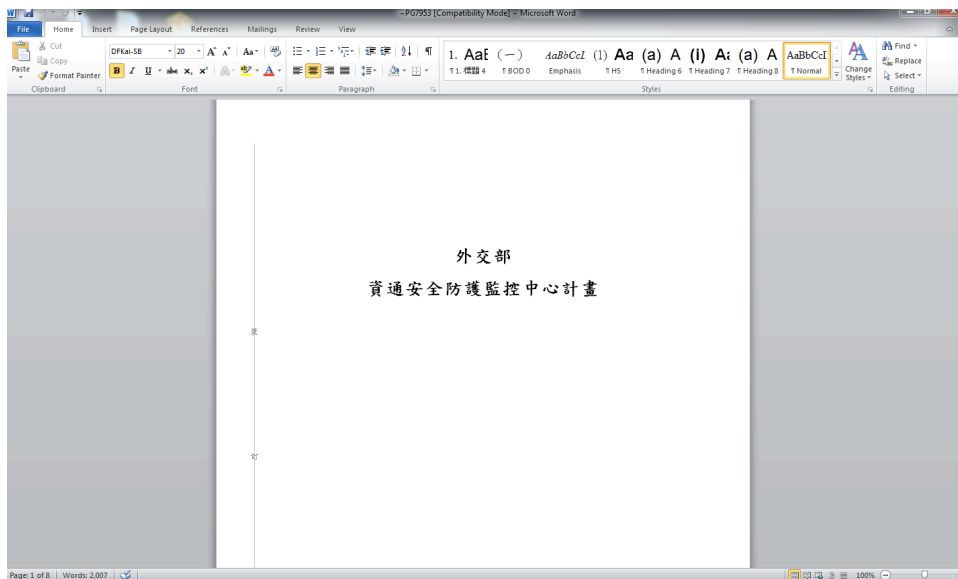 ~PG7953 [Compatibility Mode] - Microsoft Word
File Home Insert Page Layout References Mailings Review View
Paste
Cut
Copy
Format Painter
Clipboard
DFKai-SB 20
Font
Paragraph
1. AaE (一) AaBbCcL (1) Aa (a) A (i) A: (a) A AaBbCcI
¶ 1. 標題 4 ¶ BOD 0 Emphasis ¶ H5 ¶ Heading 6 ¶ Heading 7 ¶ Heading 8 ¶ Normal
Change Styles
Styles
Find
Replace
Select
Editing
外交部
資通安全防護監控中心計畫
訂
Page: 1 of 8 Words: 2,007 100%